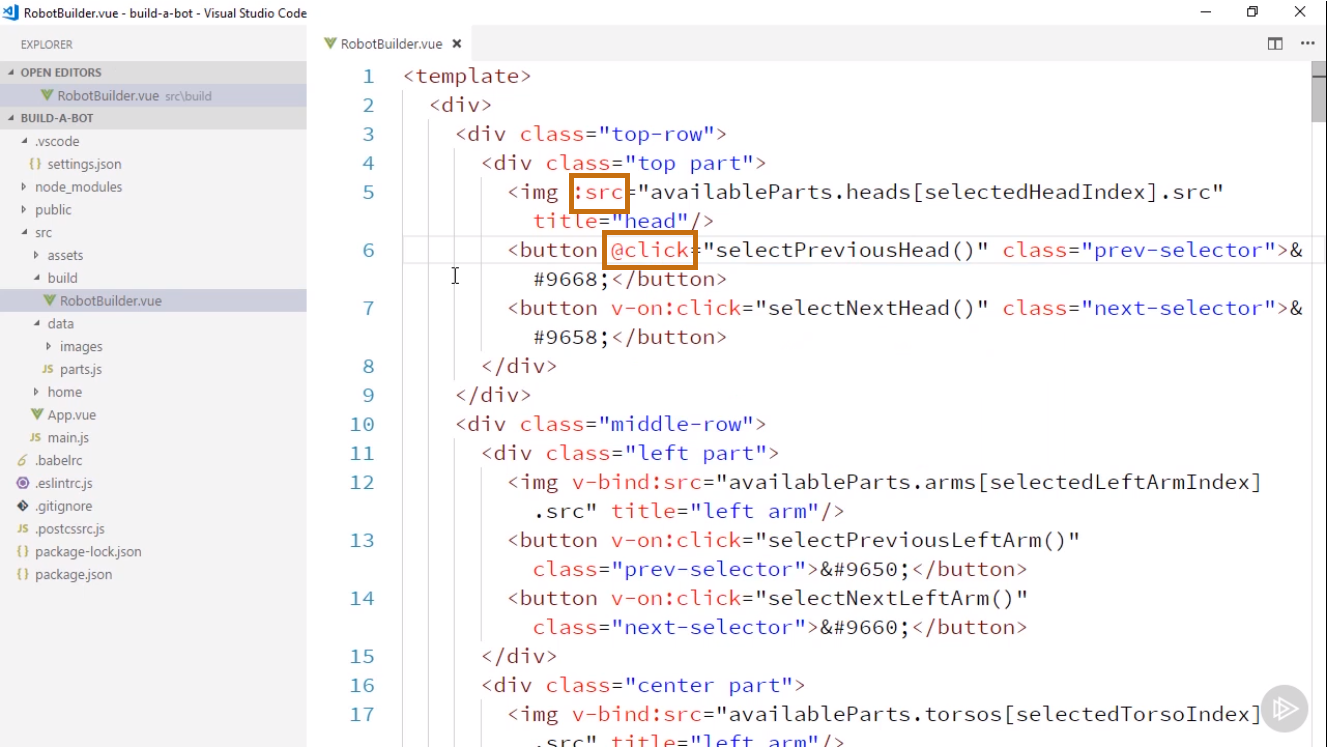 RobotBuilder.vue - build-a-bot - Visual Studio Code
EXPLORER
OPEN EDITORS
RobotBuilder.vue src\build
BUILD-A-BOT
.vscode
{} settings.json
node_modules
public
src
assets
build
RobotBuilder.vue
data
images
JS parts.js
home
App.vue
JS main.js
.babelrc
.eslintrc.js
.gitignore
JS .postcssrc.js
{} package-lock.json
{} package.json
RobotBuilder.vue
1 <template>
2 <div>
3 <div class="top-row">
4 <div class="top part">
5 <img :src="availableParts.heads[selectedHeadIndex].src"
title="head"/>
6 <button @click="selectPreviousHead()" class="prev-selector">&
#9668;</button>
7 <button v-on:click="selectNextHead()" class="next-selector">&
#9658;</button>
8 </div>
9 </div>
10 <div class="middle-row">
11 <div class="left part">
12 <img v-bind:src="availableParts.arms[selectedLeftArmIndex]
.src" title="left arm"/>
13 <button v-on:click="selectPreviousLeftArm()"
class="prev-selector">&#9650;</button>
14 <button v-on:click="selectNextLeftArm()"
class="next-selector">&#9660;</button>
15 </div>
16 <div class="center part">
17 <img v-bind:src="availableParts.torsos[selectedTorsoIndex]
.src" title="left arm"/>